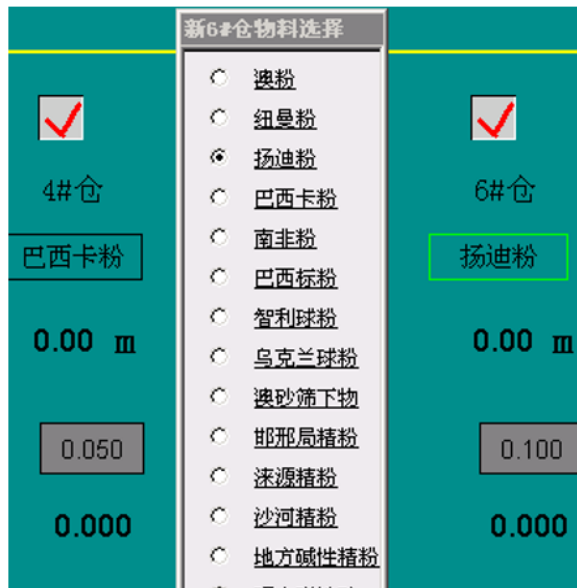 新6#仓物料选择
澳粉
纽曼粉
扬迪粉
巴西卡粉
南非粉
巴西标粉
智利球粉
乌克兰球粉
澳砂筛下物
邯邢局精粉
涞源精粉
沙河精粉
地方碱性精粉
4#仓
巴西卡粉
0.00 m
0.050
0.000
6#仓
扬迪粉
0.00 m
0.100
0.000